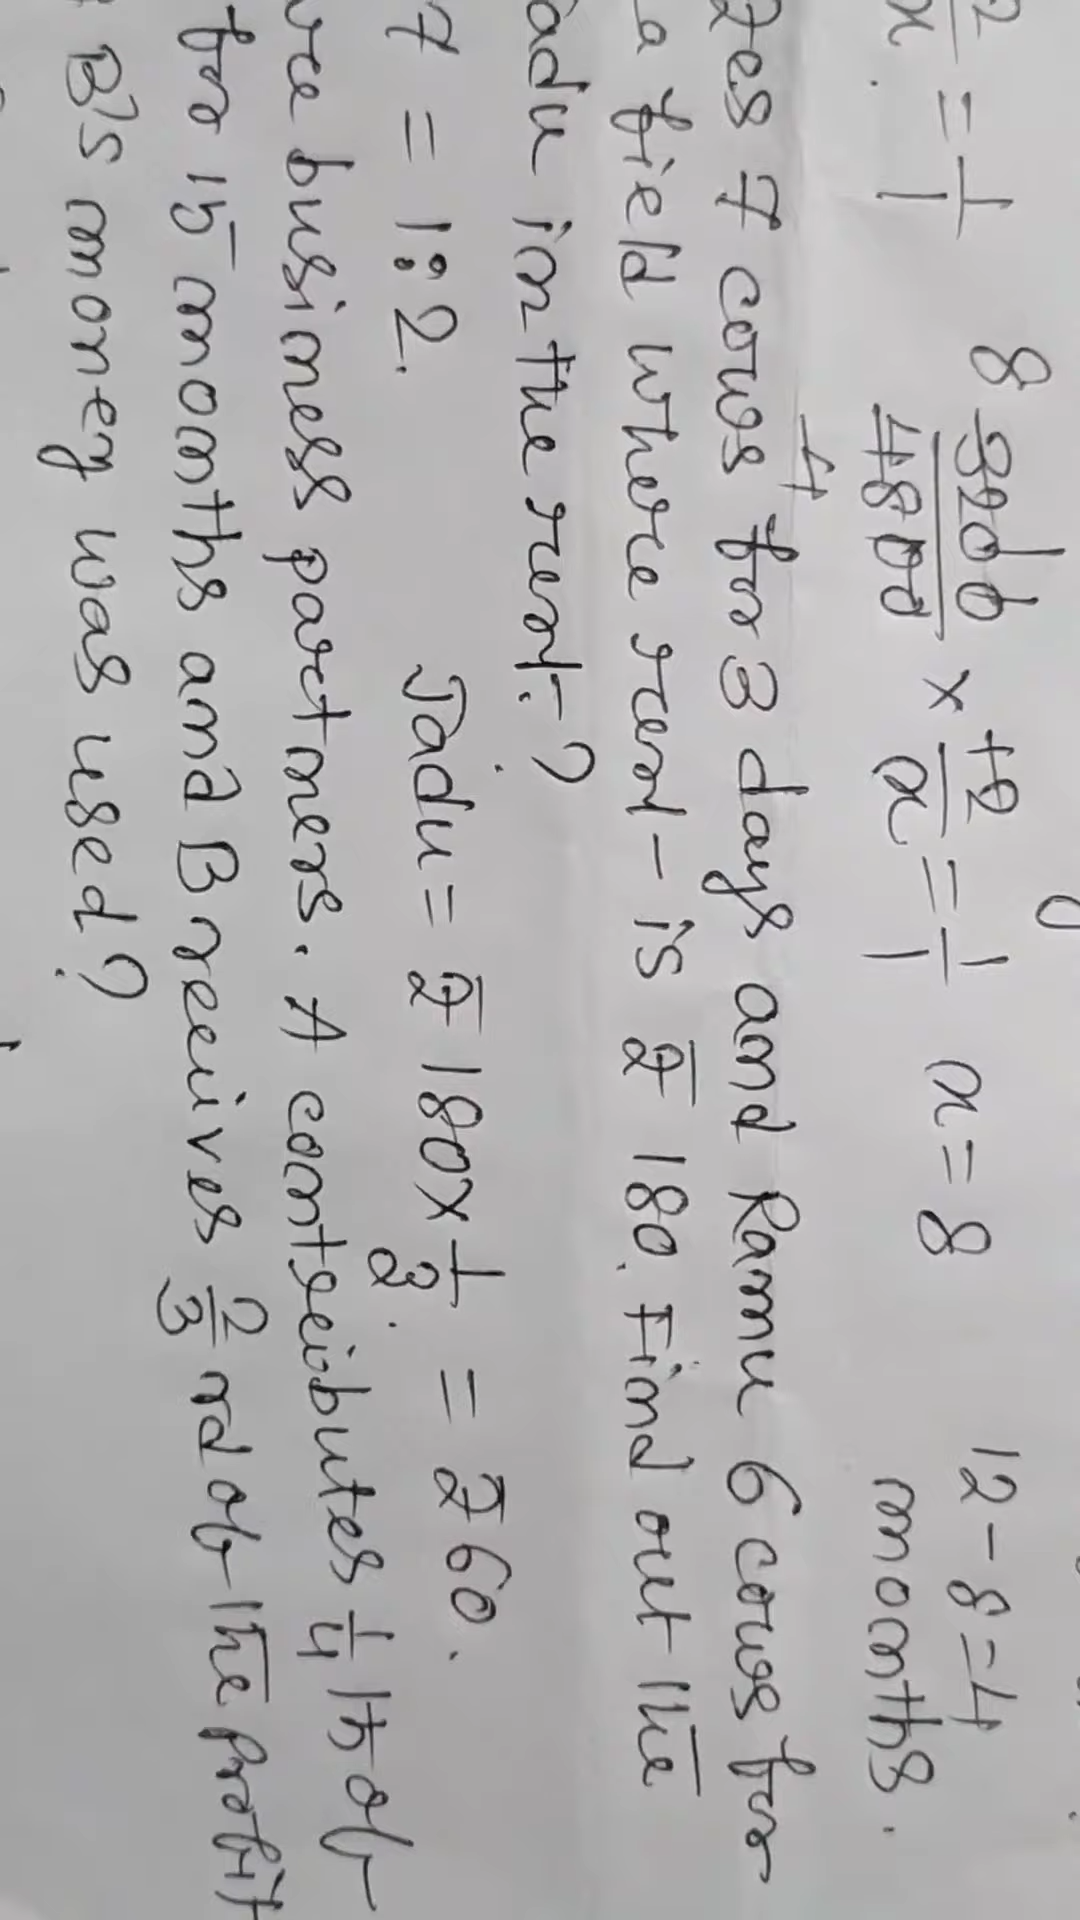 2/x = 1/1 8 3200/4800 × 12/x = 1/1 x = 8 12 - 8 = 4
4 months.
zes 7 cows for 3 days and Ramu 6 cows for
a field where rent is ₹ 180. Find out the
adu in the rent?
7 = 1:2. Jadu = ₹ 180 × 1/3 = ₹ 60.
are business partners. A contributes 1/4 th of
for 15 months and B receives 2/3 rd of the profit
B's money was used?